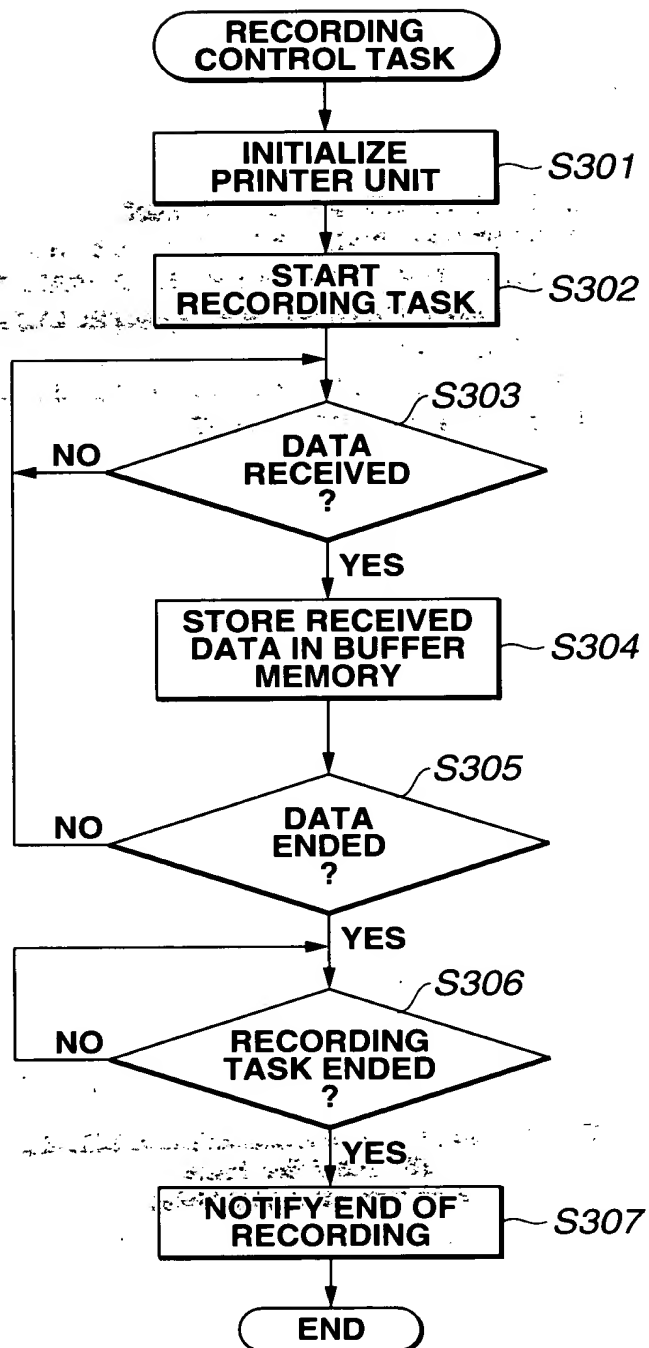 RECORDING
CONTROL TASK
INITIALIZE
PRINTER UNIT
S301
START
RECORDING TASK
S302
S303
DATA
RECEIVED
?
NO
YES
STORE RECEIVED
DATA IN BUFFER
MEMORY
S304
S305
DATA
ENDED
?
NO
YES
S306
RECORDING
TASK ENDED
?
NO
YES
NOTIFY END OF
RECORDING
S307
END